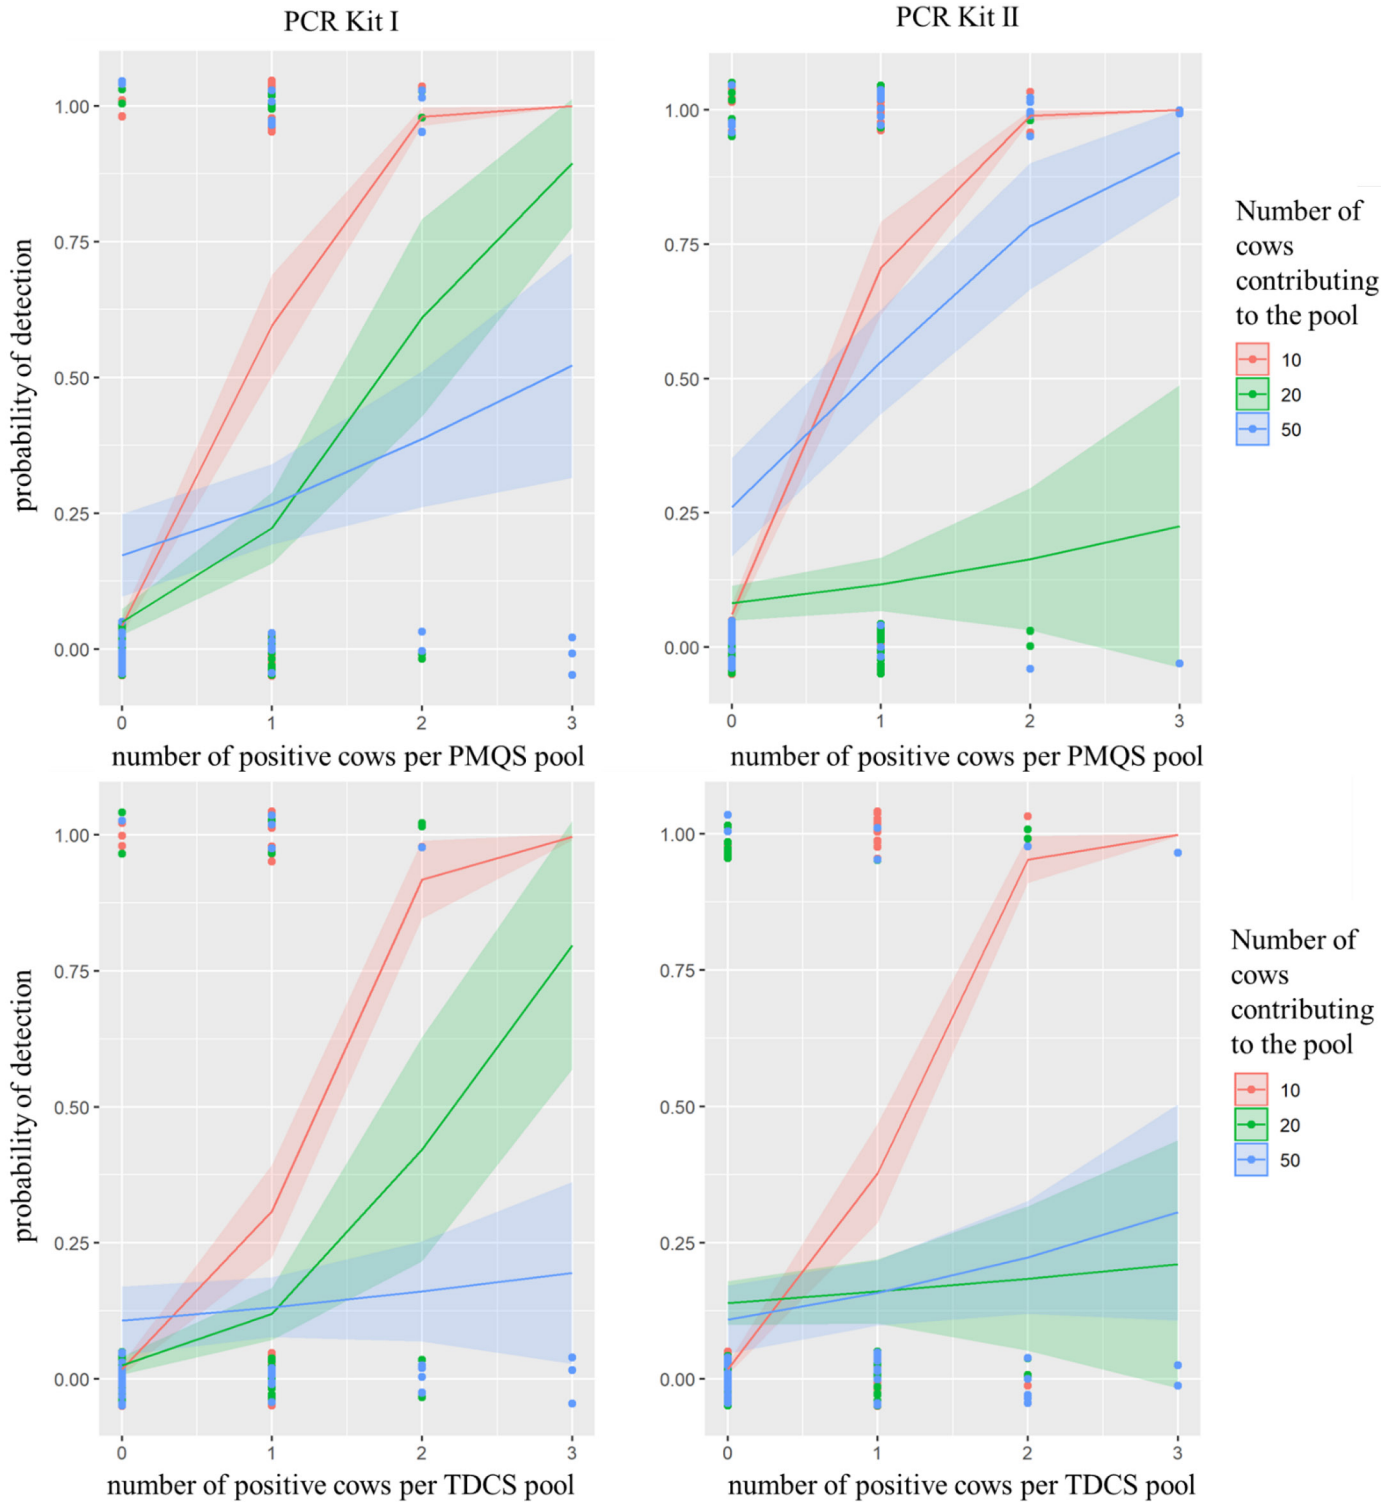 PCR Kit I
PCR Kit II
probability of detection
1.00
0.75
0.50
0.25
0.00
0 1 2 3
number of positive cows per PMQS pool
1.00
0.75
0.50
0.25
0.00
0 1 2 3
number of positive cows per PMQS pool
Number of
cows
contributing
to the pool
10
20
50
probability of detection
1.00
0.75
0.50
0.25
0.00
0 1 2 3
number of positive cows per TDCS pool
1.00
0.75
0.50
0.25
0.00
0 1 2 3
number of positive cows per TDCS pool
Number of
cows
contributing
to the pool
10
20
50